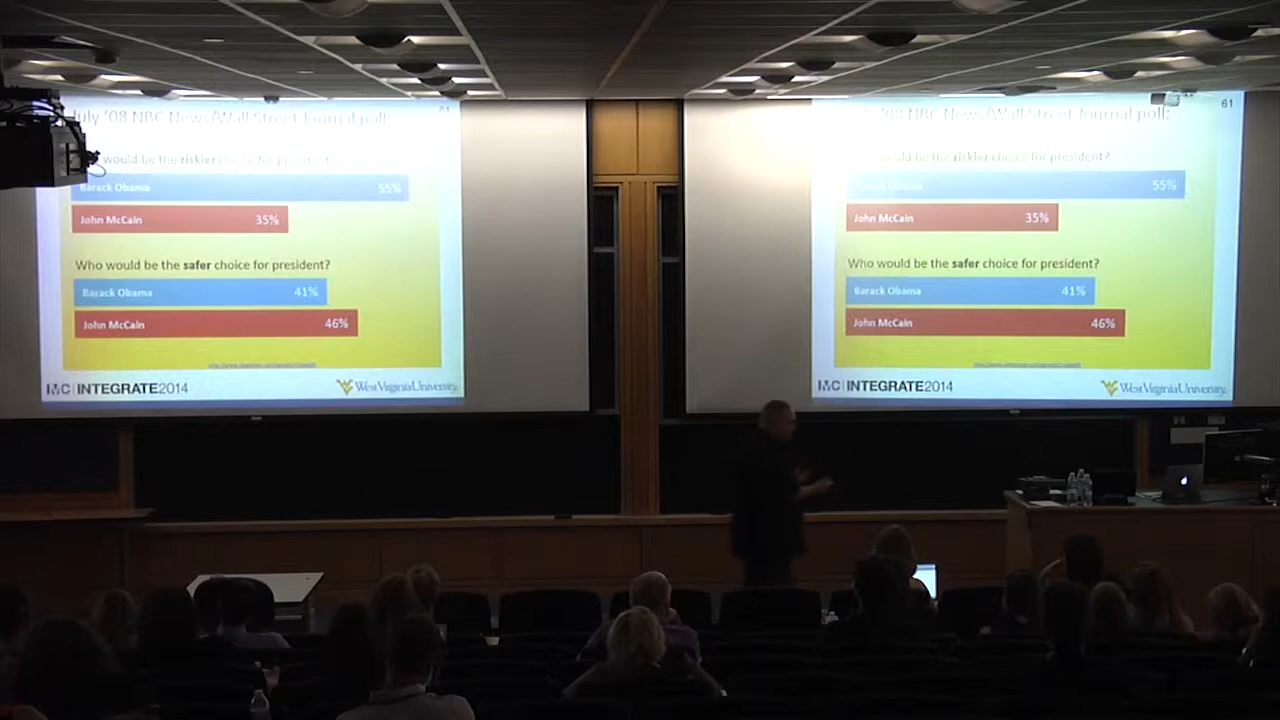 July '08 NBC News/Wall Street Journal poll:
61
would be the riskier choice for president?
Barack Obama 55%
John McCain 35%
Who would be the safer choice for president?
Barack Obama 41%
John McCain 46%
IMC INTEGRATE2014
West Virginia University
'08 NBC News/Wall Street Journal poll:
61
would be the riskier choice for president?
Obama 55%
John McCain 35%
Who would be the safer choice for president?
Barack Obama 41%
John McCain 46%
IMC INTEGRATE2014
West Virginia University